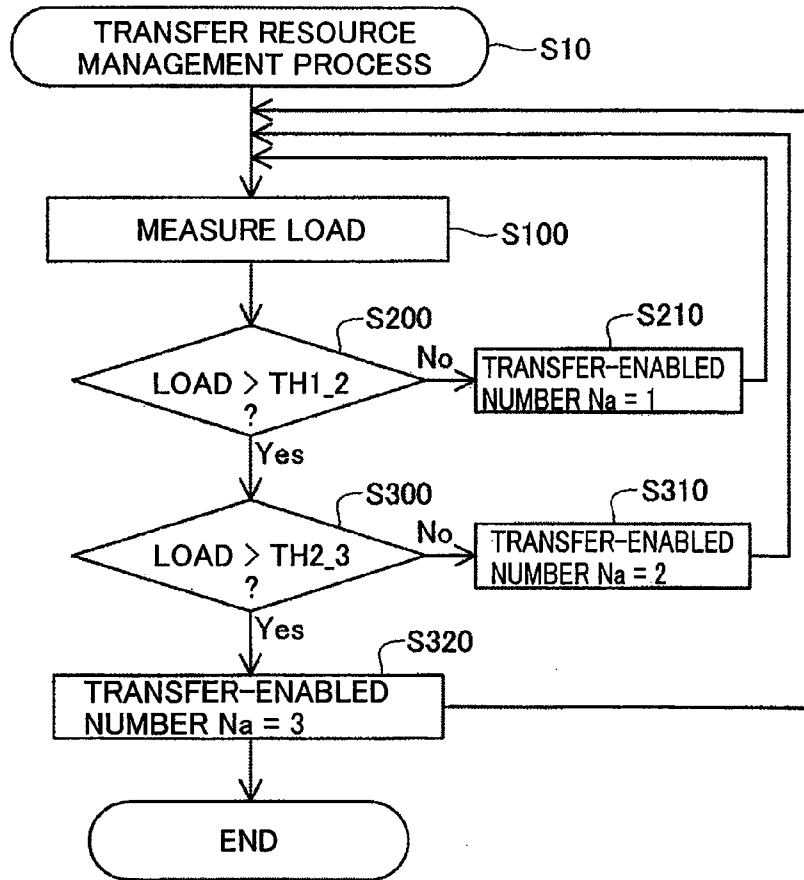 TRANSFER RESOURCE
MANAGEMENT PROCESS
S10
MEASURE LOAD
S100
S200
LOAD > TH1_2
?
No
S210
TRANSFER-ENABLED
NUMBER Na = 1
Yes
S300
LOAD > TH2_3
?
No
S310
TRANSFER-ENABLED
NUMBER Na = 2
Yes
S320
TRANSFER-ENABLED
NUMBER Na = 3
END